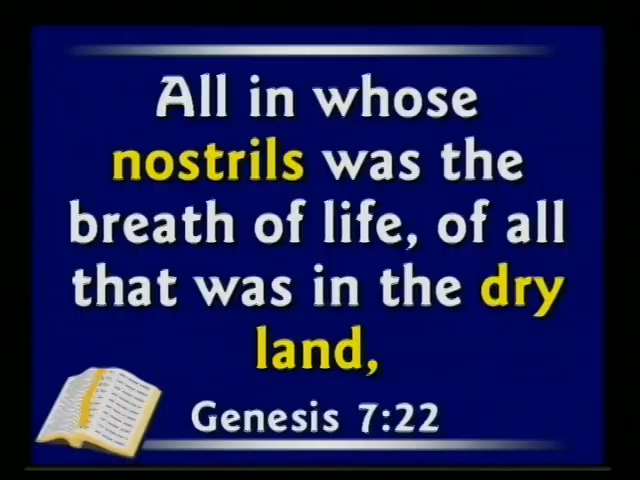 All in whose
nostrils was the
breath of life, of all
that was in the dry
land,
Genesis 7:22